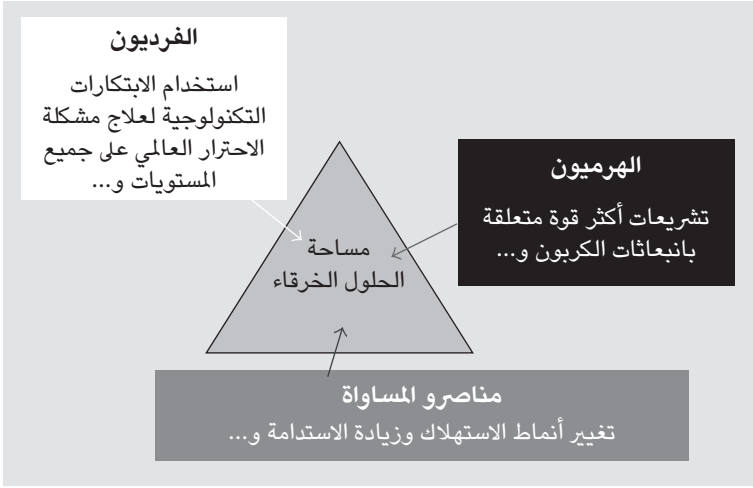 الفرديون
استخدام الابتكارات
التكنولوجية لعلاج مشكلة
الاحترار العالمي على جميع
المستويات و...
الهرميون
تشريعات أكثر قوة متعلقة
بانبعاثات الكربون و...
مساحة
الحلول الخرقاء
مناصرو المساواة
تغيير أنماط الاستهلاك وزيادة الاستدامة و...